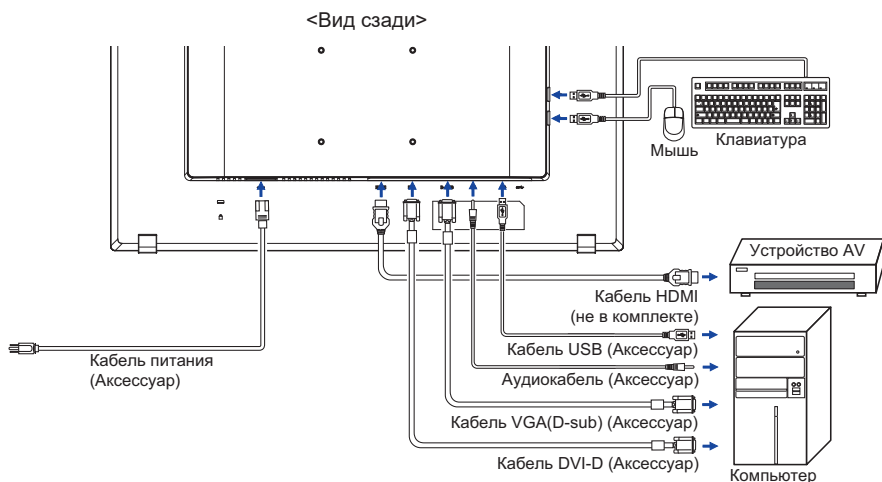 <Вид сзади>
Мышь
Клавиатура
Устройство AV
Кабель HDMI
(не в комплекте)
Кабель питания
(Аксессуар)
Кабель USB (Аксессуар)
Аудиокабель (Аксессуар)
Кабель VGA(D-sub) (Аксессуар)
Кабель DVI-D (Аксессуар)
Компьютер